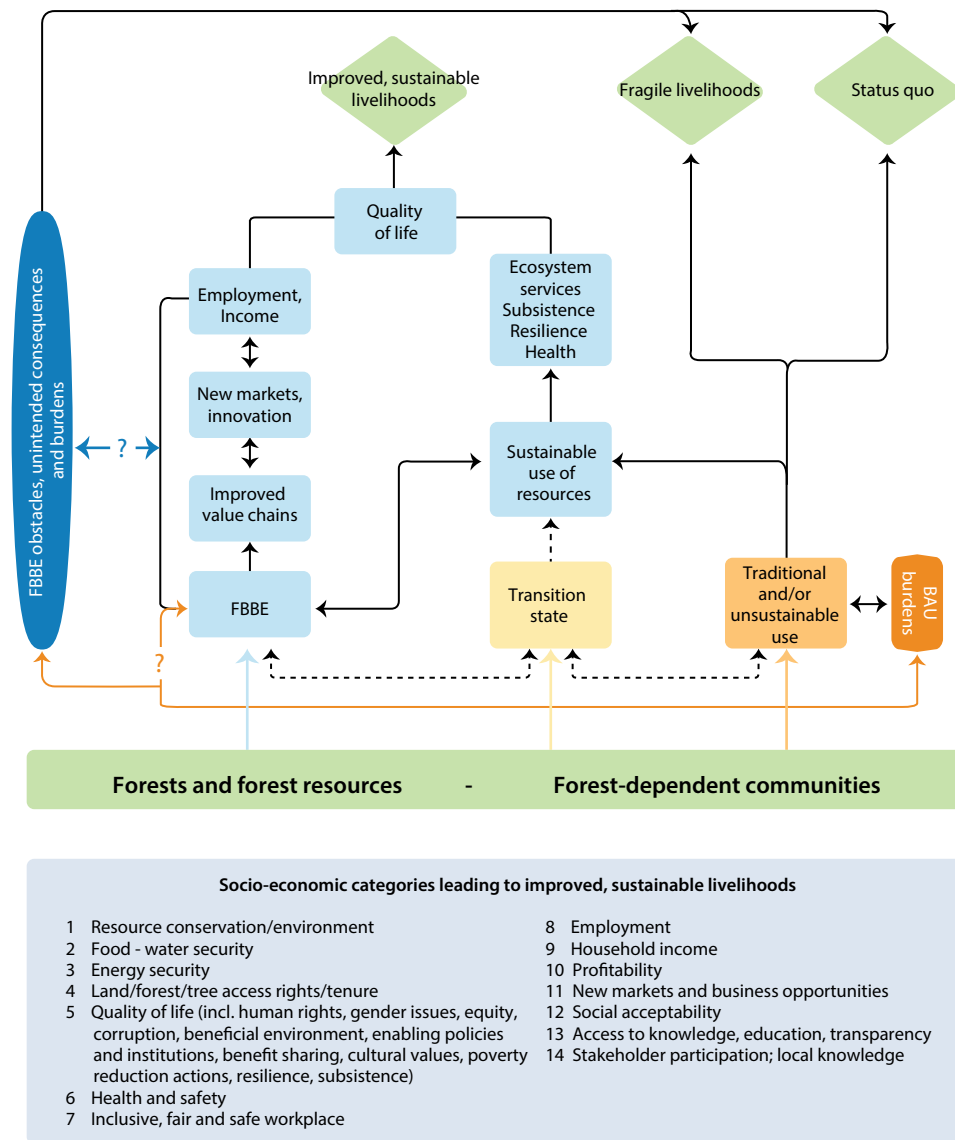 Improved, sustainable
livelihoods
Fragile livelihoods
Status quo
Quality
of life
Employment,
Income
Ecosystem
services
Subsistence
Resilience
Health
New markets,
innovation
Improved
value chains
Sustainable
use of
resources
FBBE obstacles, unintended consequences
and burdens
?
FBBE
Transition
state
Traditional
and/or
unsustainable
use
BAU
burdens
?
Forests and forest resources - Forest-dependent communities
Socio-economic categories leading to improved, sustainable livelihoods
1 Resource conservation/environment
2 Food - water security
3 Energy security
4 Land/forest/tree access rights/tenure
5 Quality of life (incl. human rights, gender issues, equity,
corruption, beneficial environment, enabling policies
and institutions, benefit sharing, cultural values, poverty
reduction actions, resilience, subsistence)
6 Health and safety
7 Inclusive, fair and safe workplace
8 Employment
9 Household income
10 Profitability
11 New markets and business opportunities
12 Social acceptability
13 Access to knowledge, education, transparency
14 Stakeholder participation; local knowledge